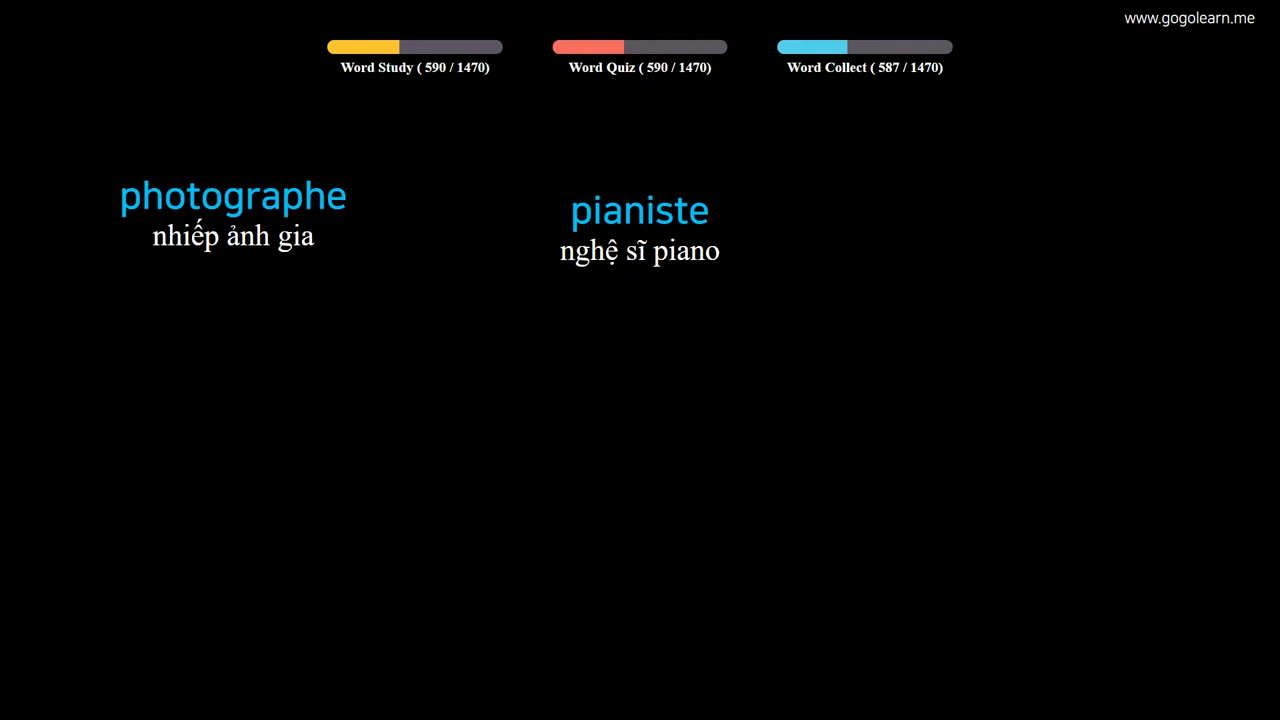 www.gogolearn.me
Word Study ( 590 / 1470)
Word Quiz ( 590 / 1470)
Word Collect ( 587 / 1470)
photographe
nhiếp ảnh gia
pianiste
nghệ sĩ piano